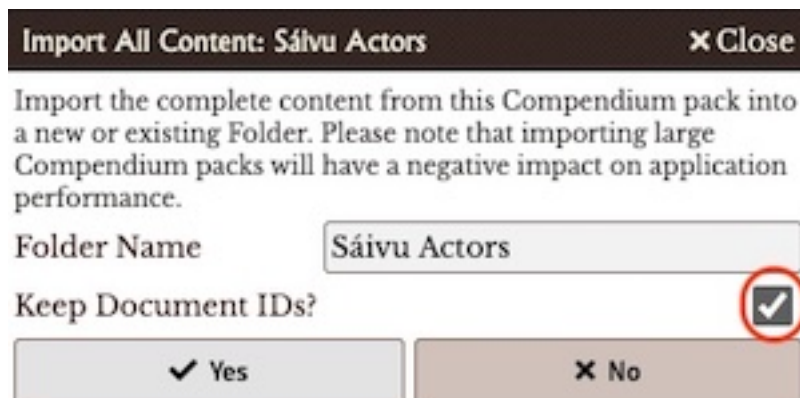 Import All Content: Sáivu Actors
× Close
Import the complete content from this Compendium pack into
a new or existing Folder. Please note that importing large
Compendium packs will have a negative impact on application
performance.
Folder Name
Sáivu Actors
Keep Document IDs?
Yes
No